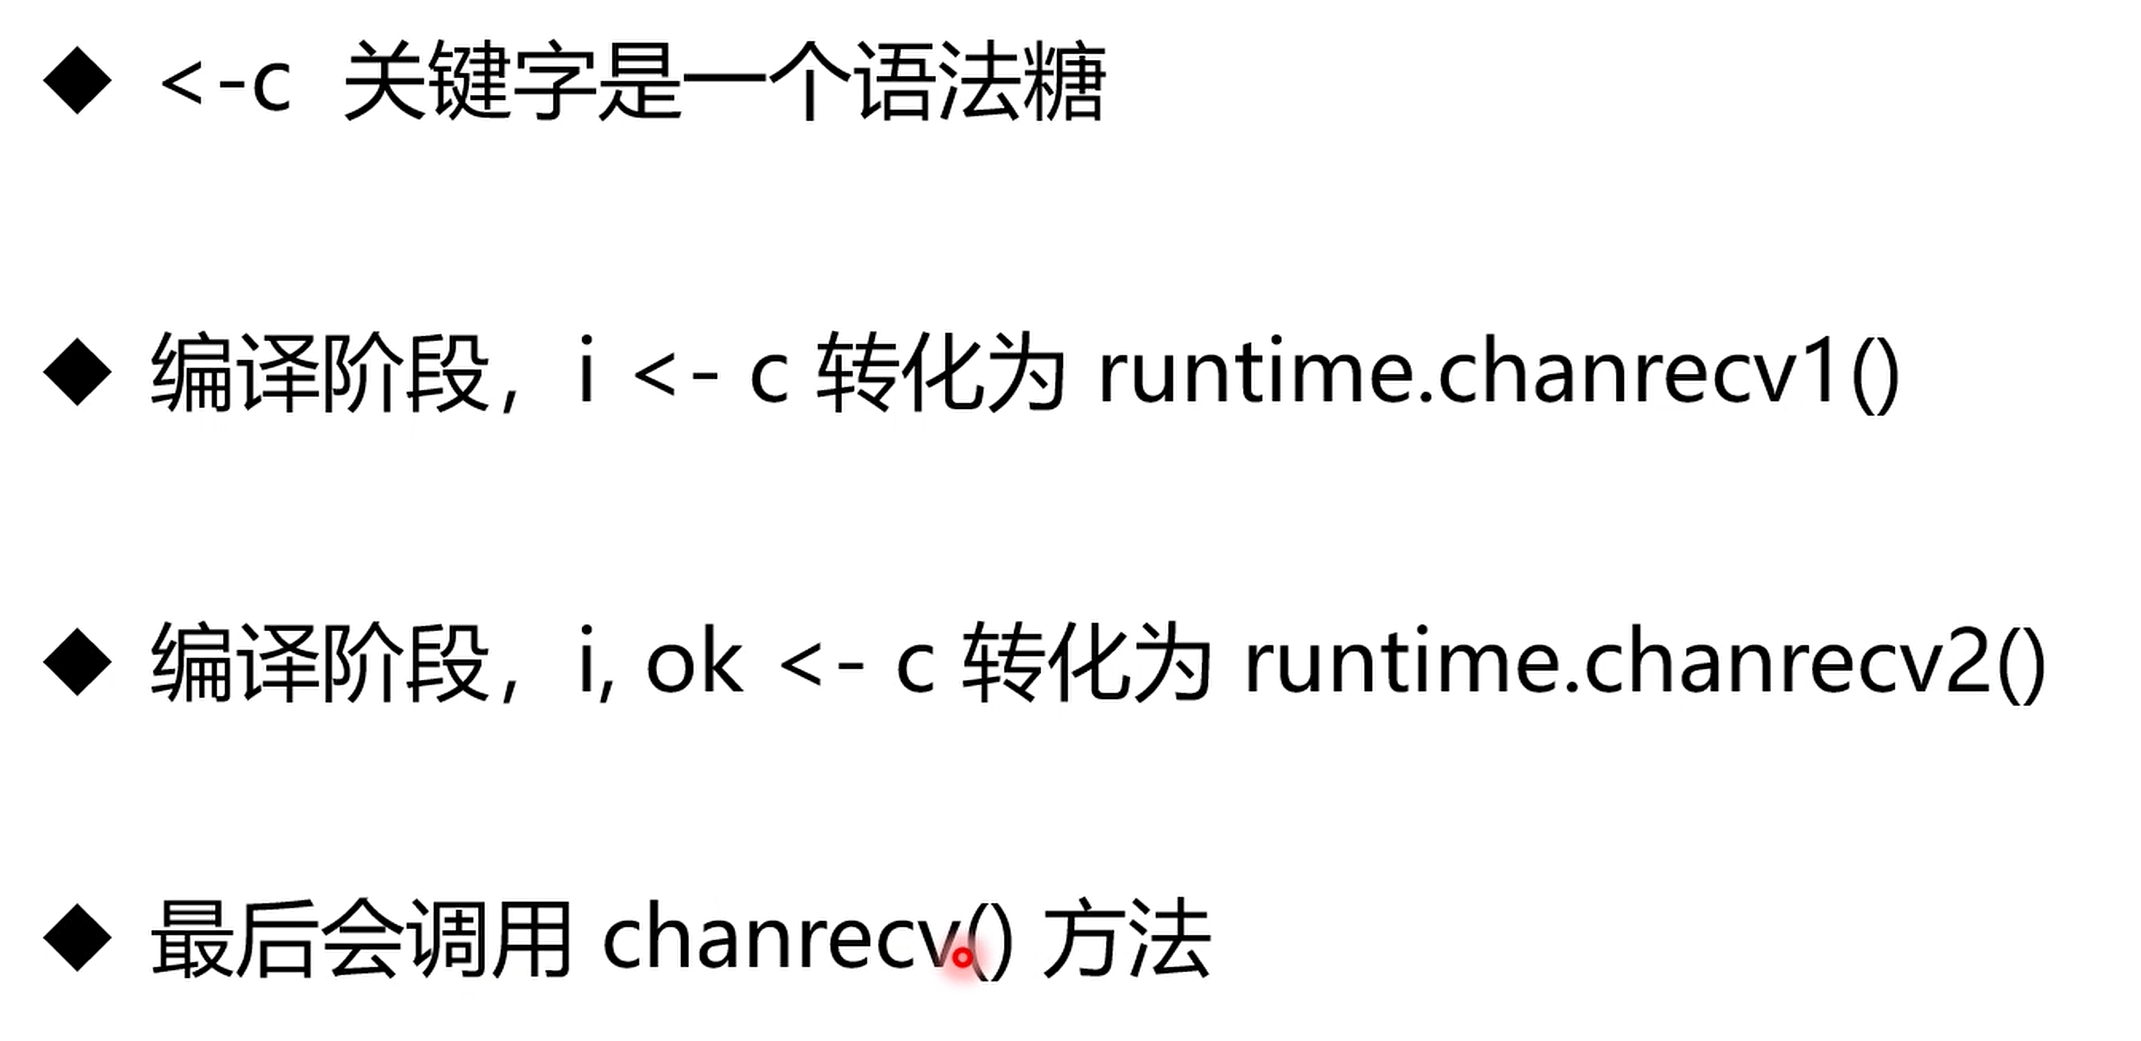 ◆ <-c 关键字是一个语法糖
◆ 编译阶段，i <- c 转化为 runtime.chanrecv1()
◆ 编译阶段，i, ok <- c 转化为 runtime.chanrecv2()
◆ 最后会调用 chanrecv() 方法